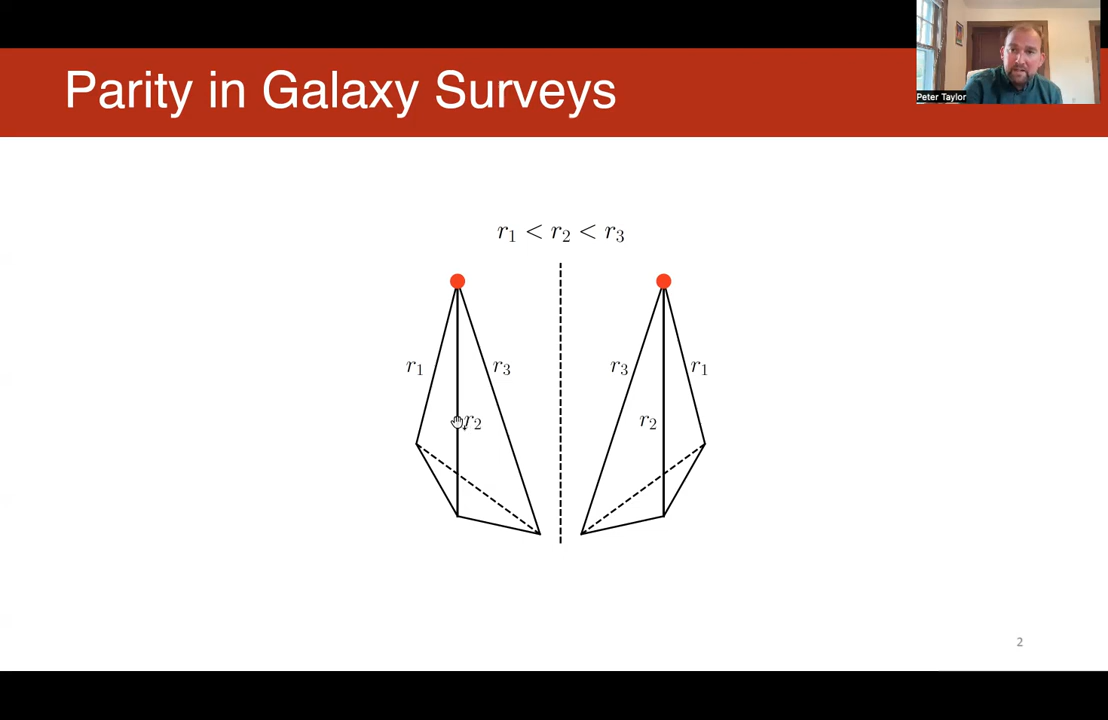 Parity in Galaxy Surveys
Peter Taylor
r₁ < r₂ < r₃
r₁
r₃
r₃
r₁
r₂
r₂
2